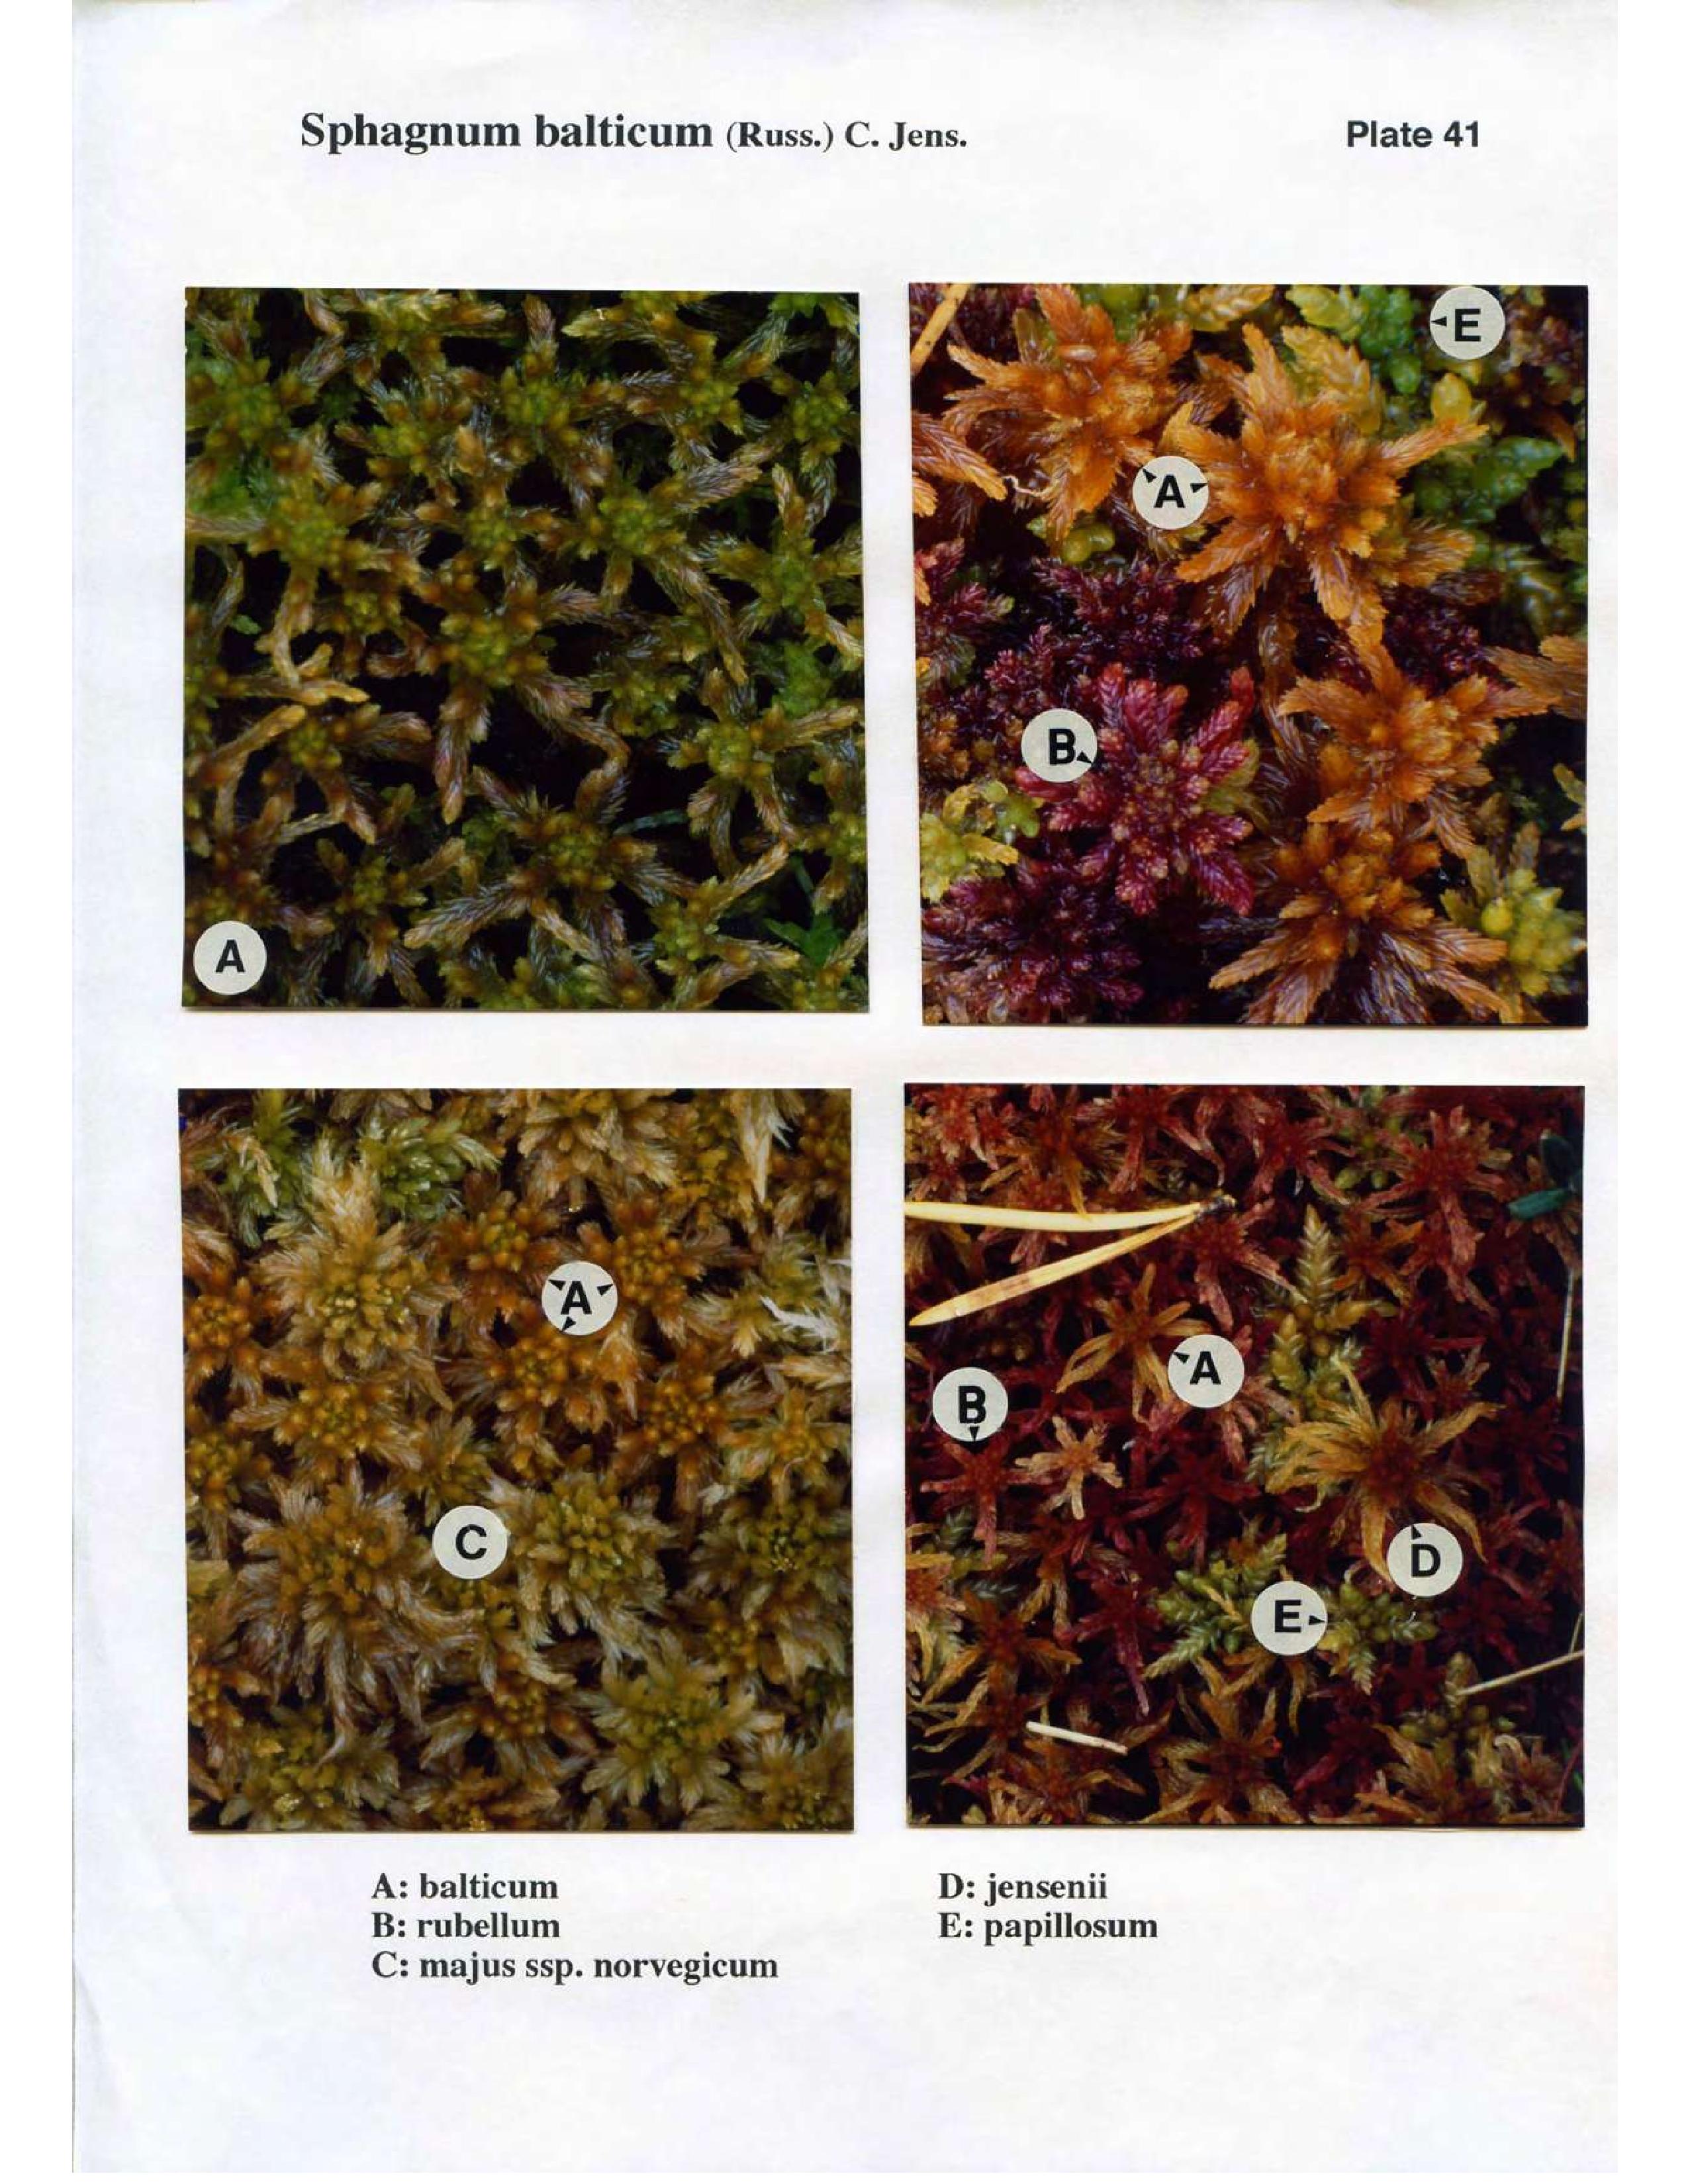 Sphagnum balticum (Russ.) C. Jens.
Plate 41
A
E
A
B
A
C
B
A
D
E
A: balticum
B: rubellum
C: majus ssp. norvegicum
D: jensenii
E: papillosum